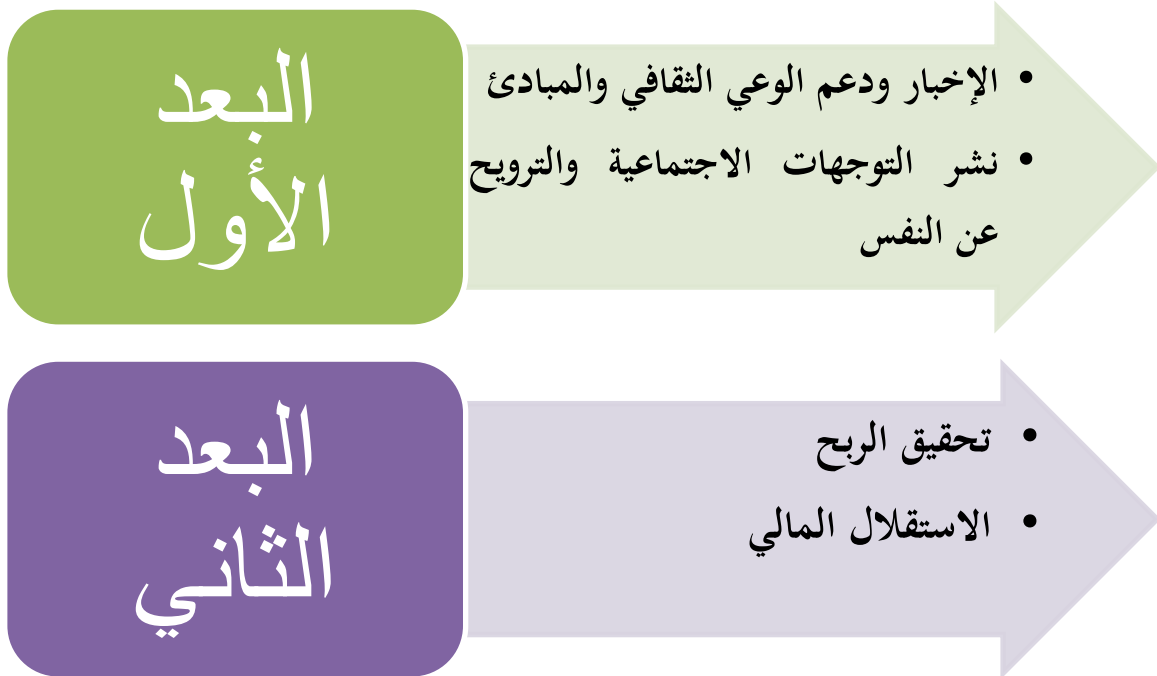 البعد
الأول
• الإخبار ودعم الوعي الثقافي والمبادئ
• نشر التوجهات الاجتماعية والترويح
عن النفس
البعد
الثاني
• تحقيق الربح
• الاستقلال المالي